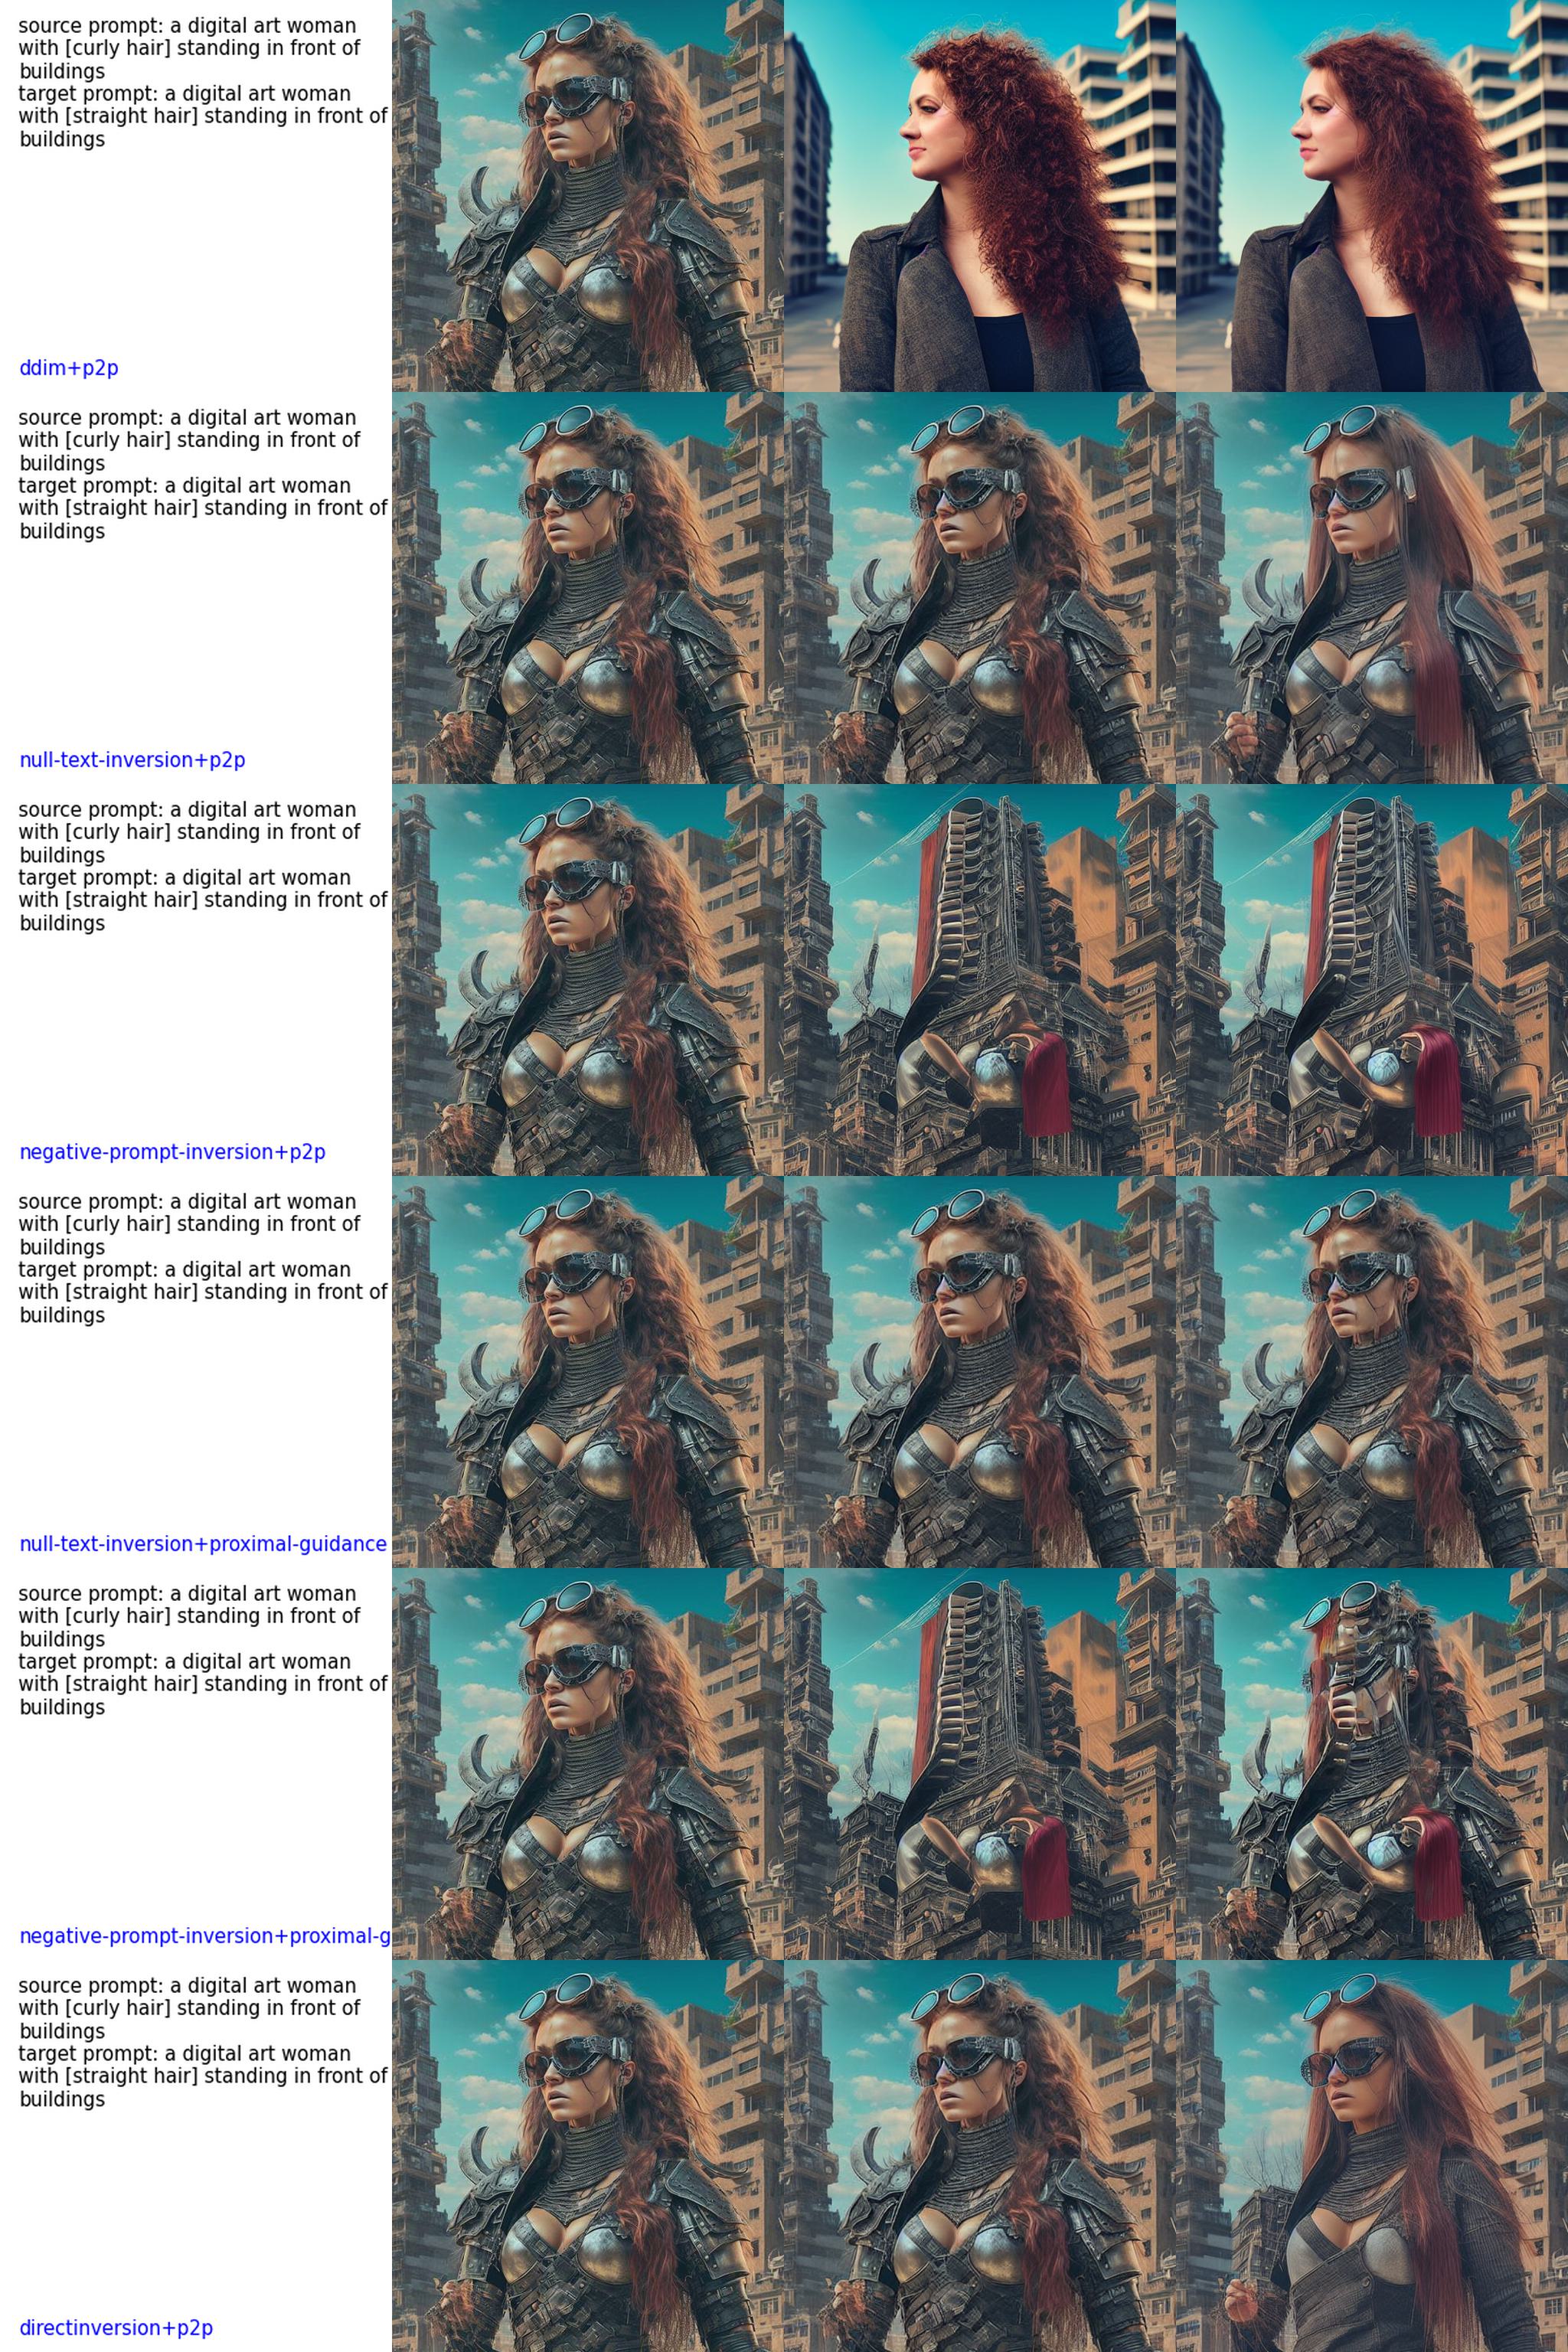 source prompt: a digital art woman
with [curly hair] standing in front of
buildings
target prompt: a digital art woman
with [straight hair] standing in front of
buildings
ddim+p2p
source prompt: a digital art woman
with [curly hair] standing in front of
buildings
target prompt: a digital art woman
with [straight hair] standing in front of
buildings
null-text-inversion+p2p
source prompt: a digital art woman
with [curly hair] standing in front of
buildings
target prompt: a digital art woman
with [straight hair] standing in front of
buildings
negative-prompt-inversion+p2p
source prompt: a digital art woman
with [curly hair] standing in front of
buildings
target prompt: a digital art woman
with [straight hair] standing in front of
buildings
null-text-inversion+proximal-guidance
source prompt: a digital art woman
with [curly hair] standing in front of
buildings
target prompt: a digital art woman
with [straight hair] standing in front of
buildings
negative-prompt-inversion+proximal-g
source prompt: a digital art woman
with [curly hair] standing in front of
buildings
target prompt: a digital art woman
with [straight hair] standing in front of
buildings
directinversion+p2p